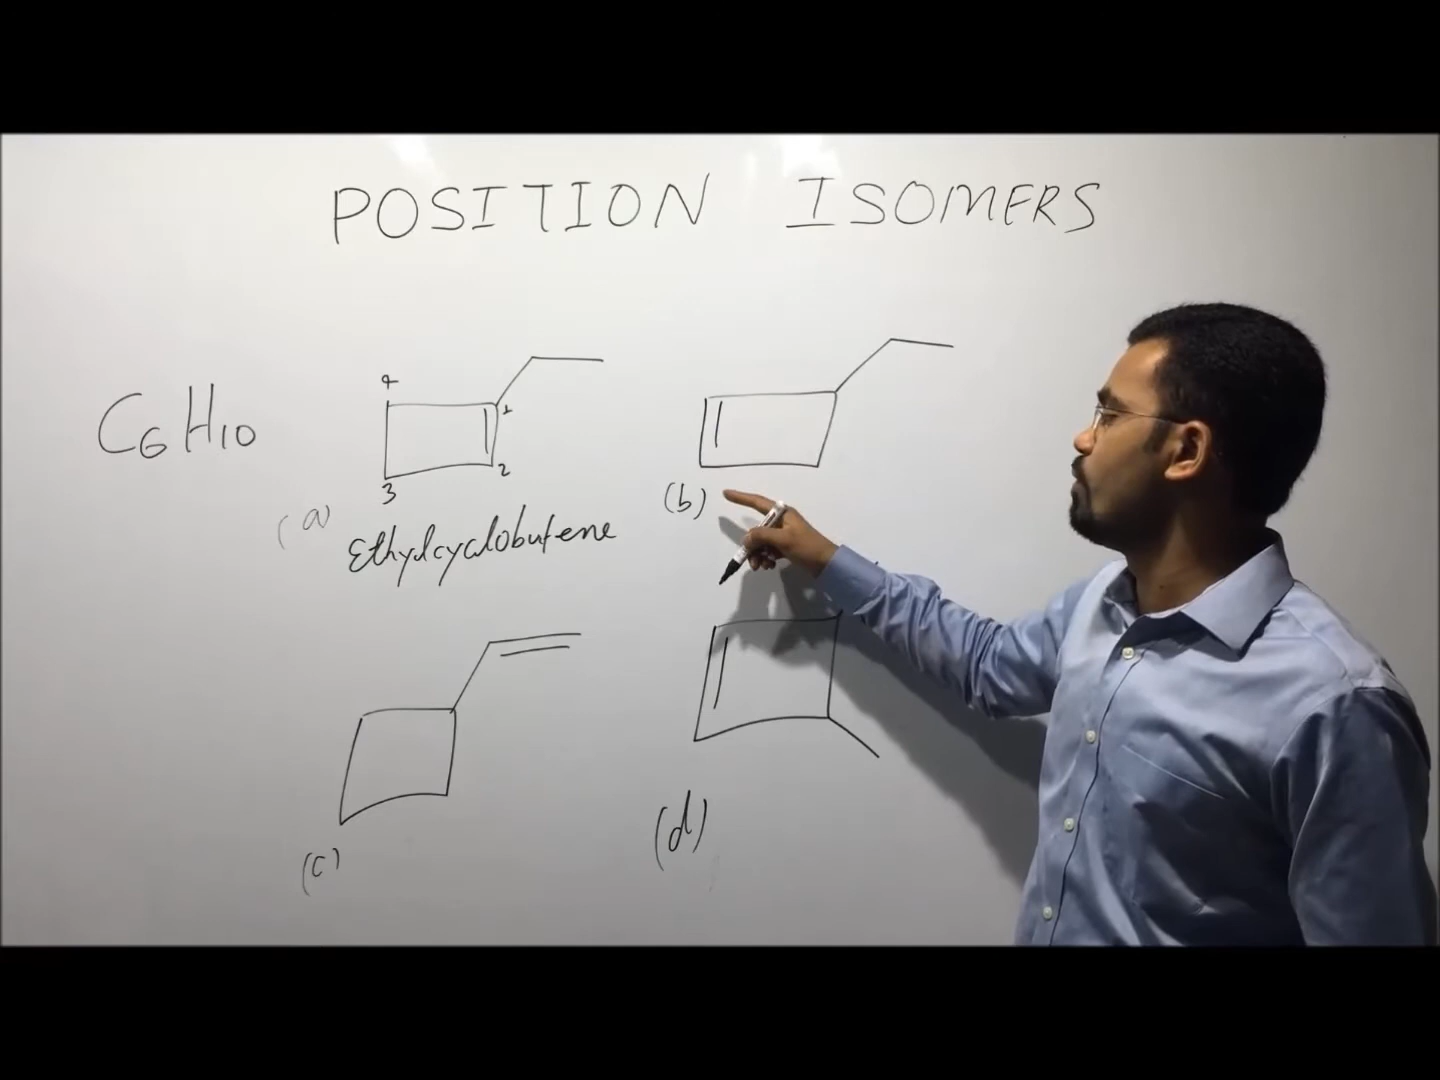 POSITION ISOMERS
C6H10
4
1
2
3
(a)
Ethylcyclobutene
(b)
(c)
(d)